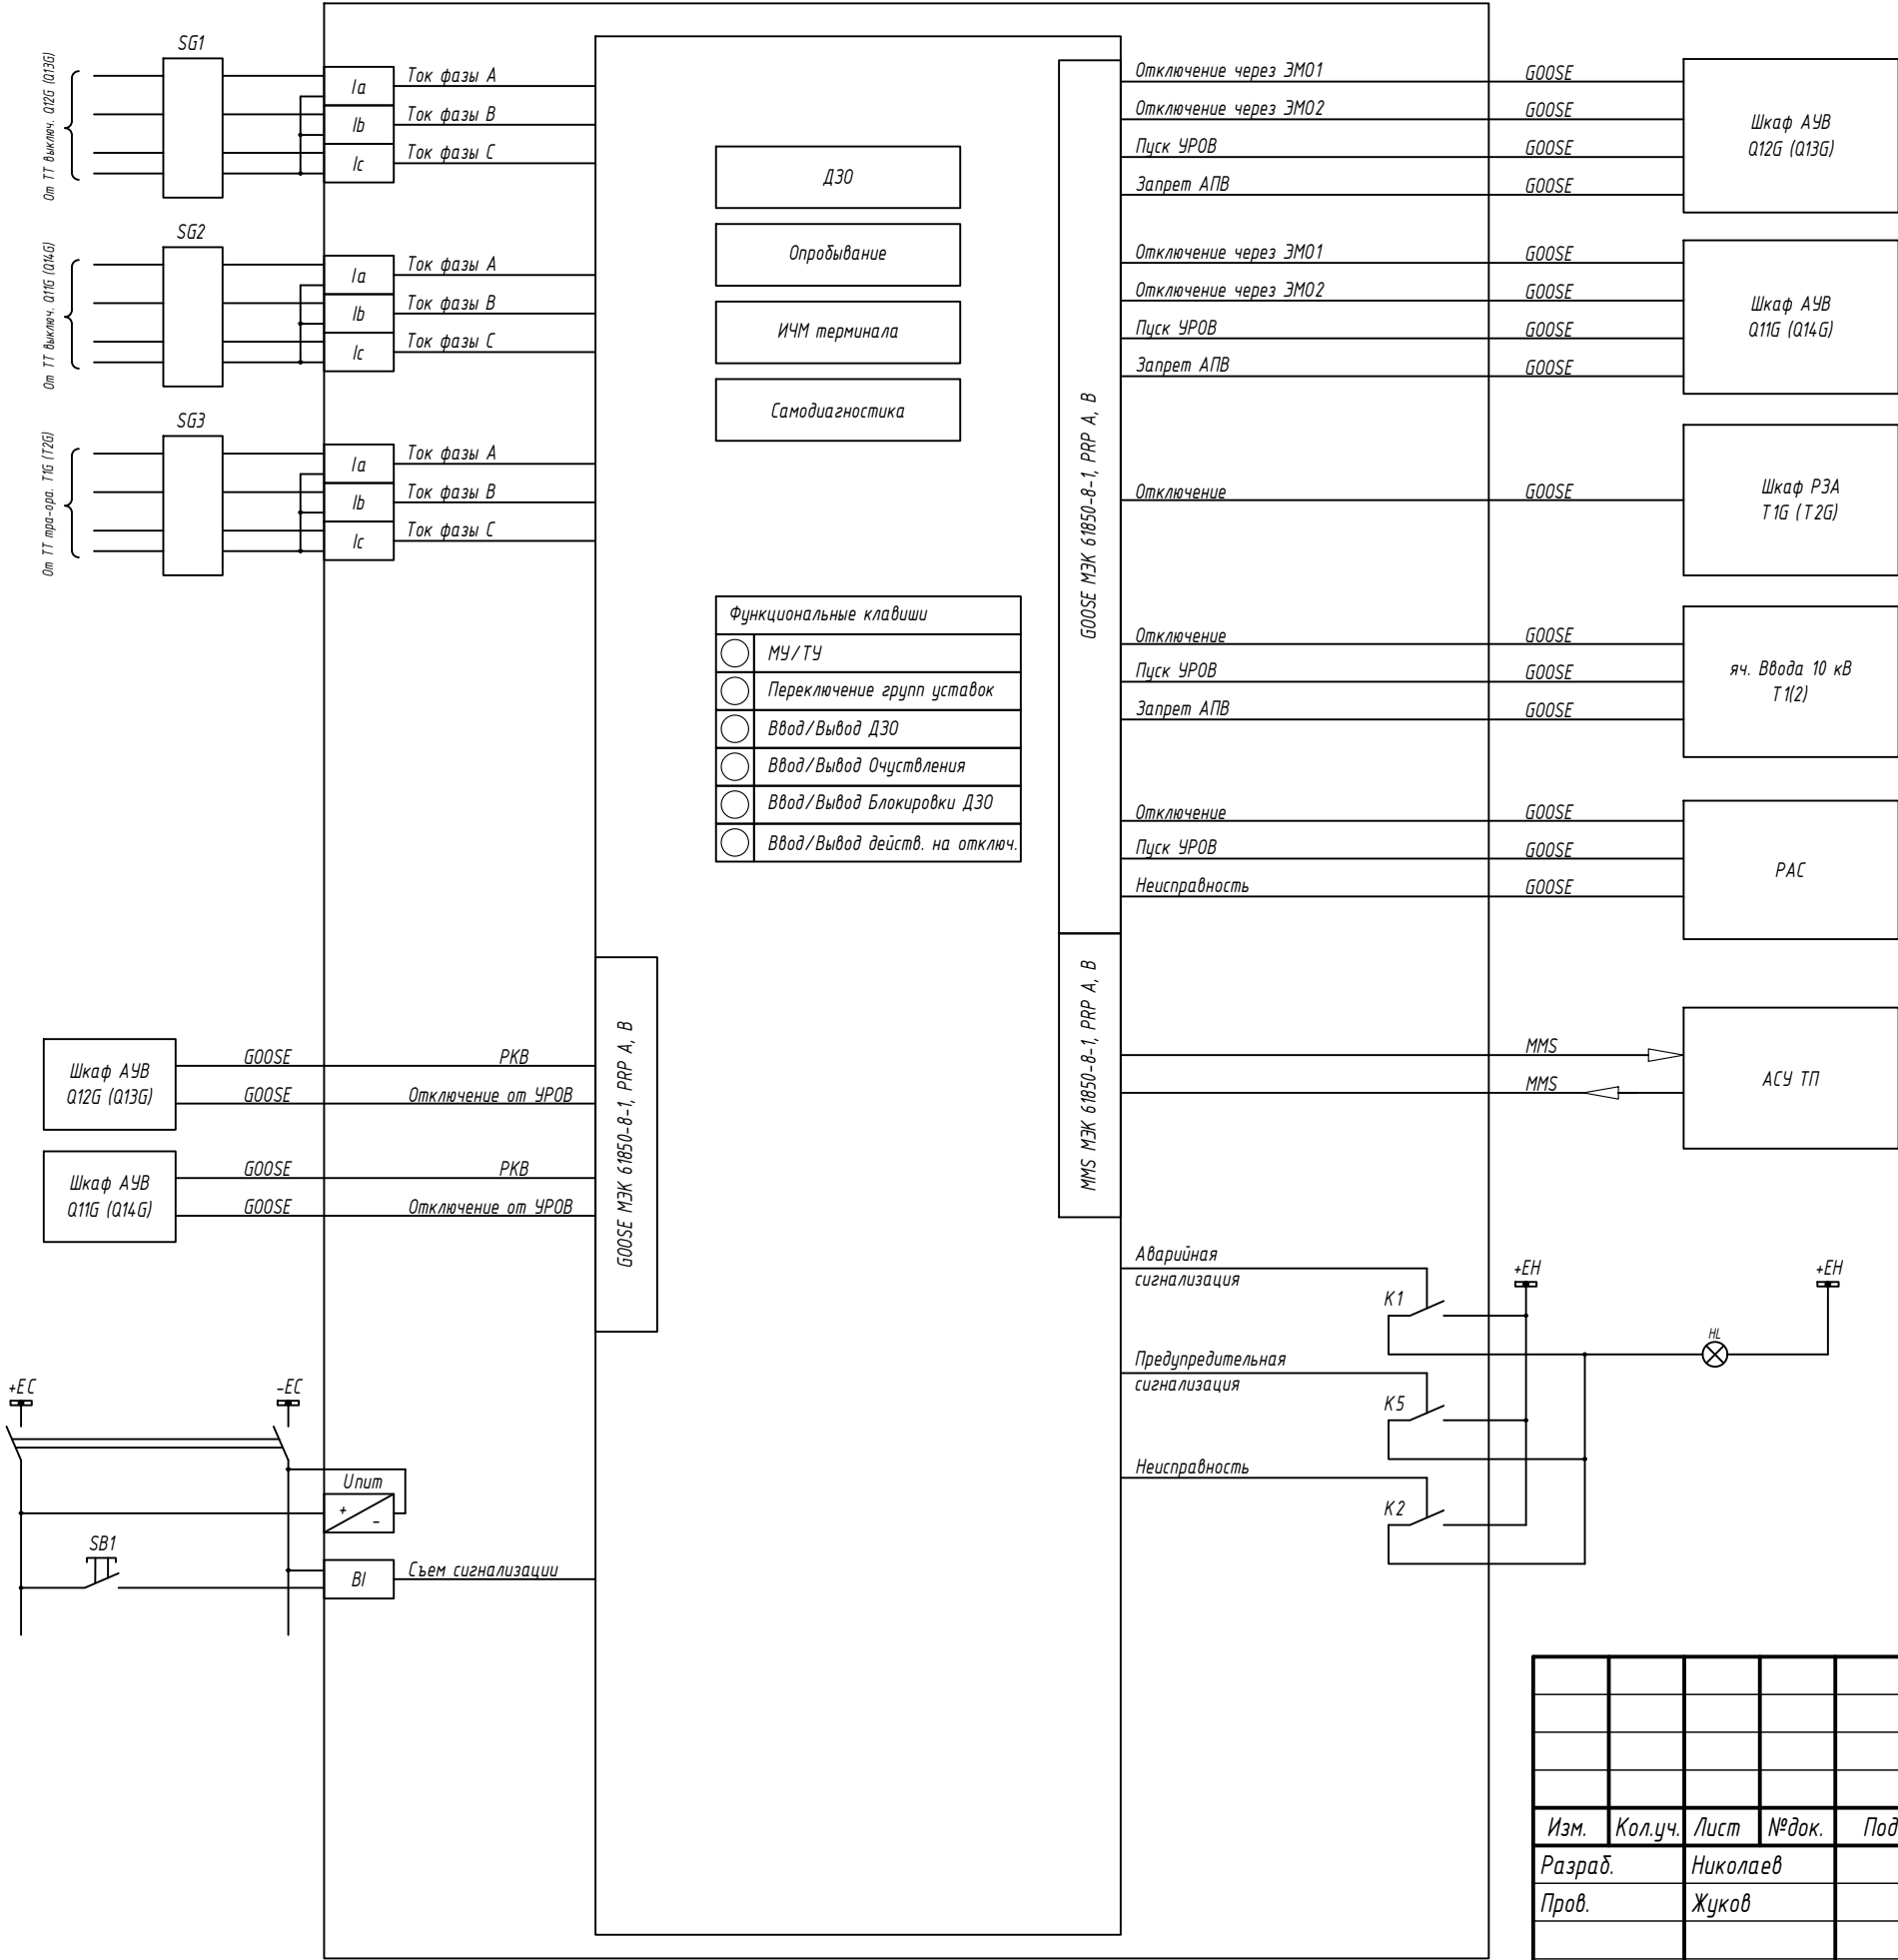 SG1
От ТТ выключ. Q12G (Q13G)
Ia
Ib
Ic
Ток фазы А
Ток фазы В
Ток фазы С
SG2
От ТТ выключ. Q11G (Q14G)
Ia
Ib
Ic
Ток фазы А
Ток фазы В
Ток фазы С
SG3
От ТТ тра-ора. T1G (T2G)
Ia
Ib
Ic
Ток фазы А
Ток фазы В
Ток фазы С
ДЗО
Опробывание
ИЧМ терминала
Самодиагностика
Функциональные клавиши
МУ/ТУ
Переключение групп уставок
Ввод/Вывод ДЗО
Ввод/Вывод Очуствления
Ввод/Вывод Блокировки ДЗО
Ввод/Вывод действ. на отключ.
GOOSE МЭК 61850-8-1, PRP A, B
Отключение через ЭМО1
GOOSE
Отключение через ЭМО2
GOOSE
Пуск УРОВ
GOOSE
Запрет АПВ
GOOSE
Шкаф АУВ
Q12G (Q13G)
Отключение через ЭМО1
GOOSE
Отключение через ЭМО2
GOOSE
Пуск УРОВ
GOOSE
Запрет АПВ
GOOSE
Шкаф АУВ
Q11G (Q14G)
Отключение
GOOSE
Шкаф РЗА
T1G (T2G)
Отключение
GOOSE
Пуск УРОВ
GOOSE
Запрет АПВ
GOOSE
яч. Ввода 10 кВ
Т1(2)
Отключение
GOOSE
Пуск УРОВ
GOOSE
Неисправность
GOOSE
РАС
MMS МЭК 61850-8-1, PRP A, B
MMS
MMS
АСУ ТП
Шкаф АУВ
Q12G (Q13G)
GOOSE
РКВ
GOOSE
Отключение от УРОВ
Шкаф АУВ
Q11G (Q14G)
GOOSE
РКВ
GOOSE
Отключение от УРОВ
GOOSE МЭК 61850-8-1, PRP A, B
Аварийная
сигнализация
K1
+EH
+EH
HL
Предупредительная
сигнализация
K5
Неисправность
K2
+EC
-EC
Uпит
+
-
SB1
BI
Съем сигнализации
Изм.
Кол.уч.
Лист
№док.
Под
Разраб.
Николаев
Пров.
Жуков